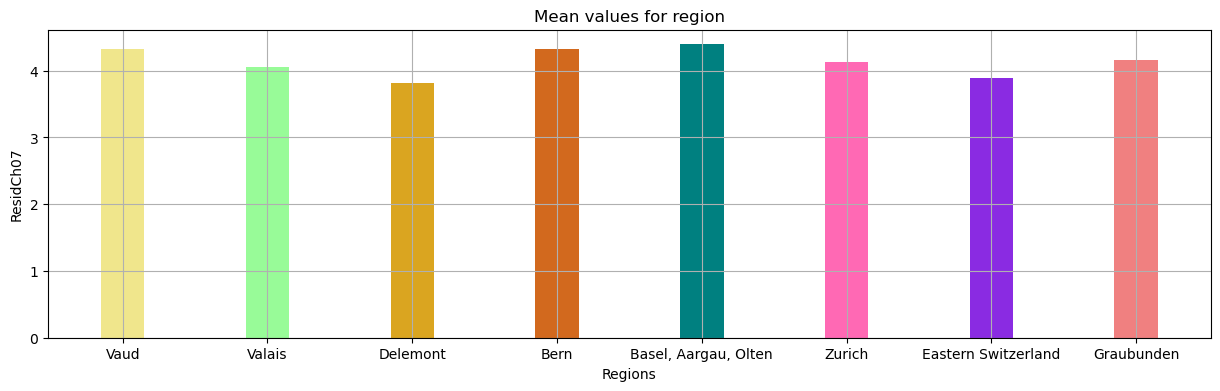 Mean values for region
ResidCh07
4
3
2
1
0
Vaud
Valais
Delemont
Bern
Basel, Aargau, Olten
Zurich
Eastern Switzerland
Graubunden
Regions